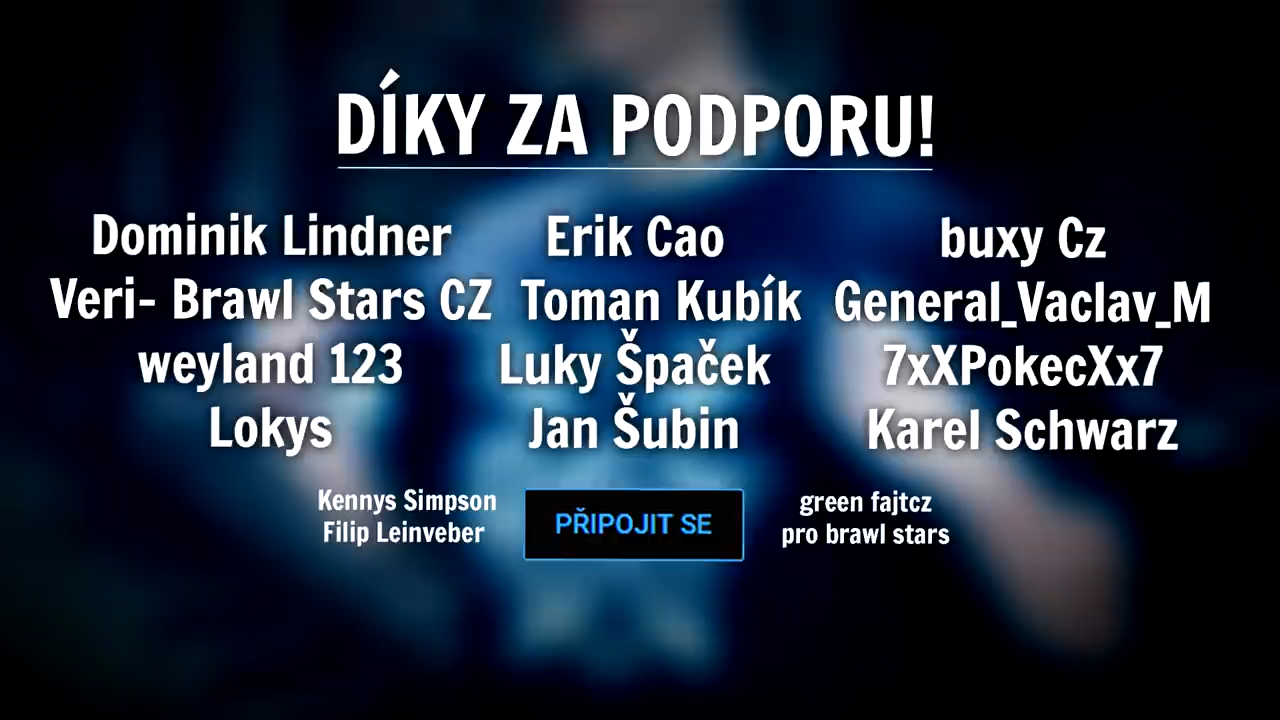 DÍKY ZA PODPORU!
Dominik Lindner Erik Cao buxy Cz
Veri- Brawl Stars CZ Toman Kubík General_Vaclav_M
weyland 123 Luky Špaček 7xXPokecXx7
Lokys Jan Šubin Karel Schwarz
Kennys Simpson
Filip Leinveber
PŘIPOJIT SE
green fajtcz
pro brawl stars